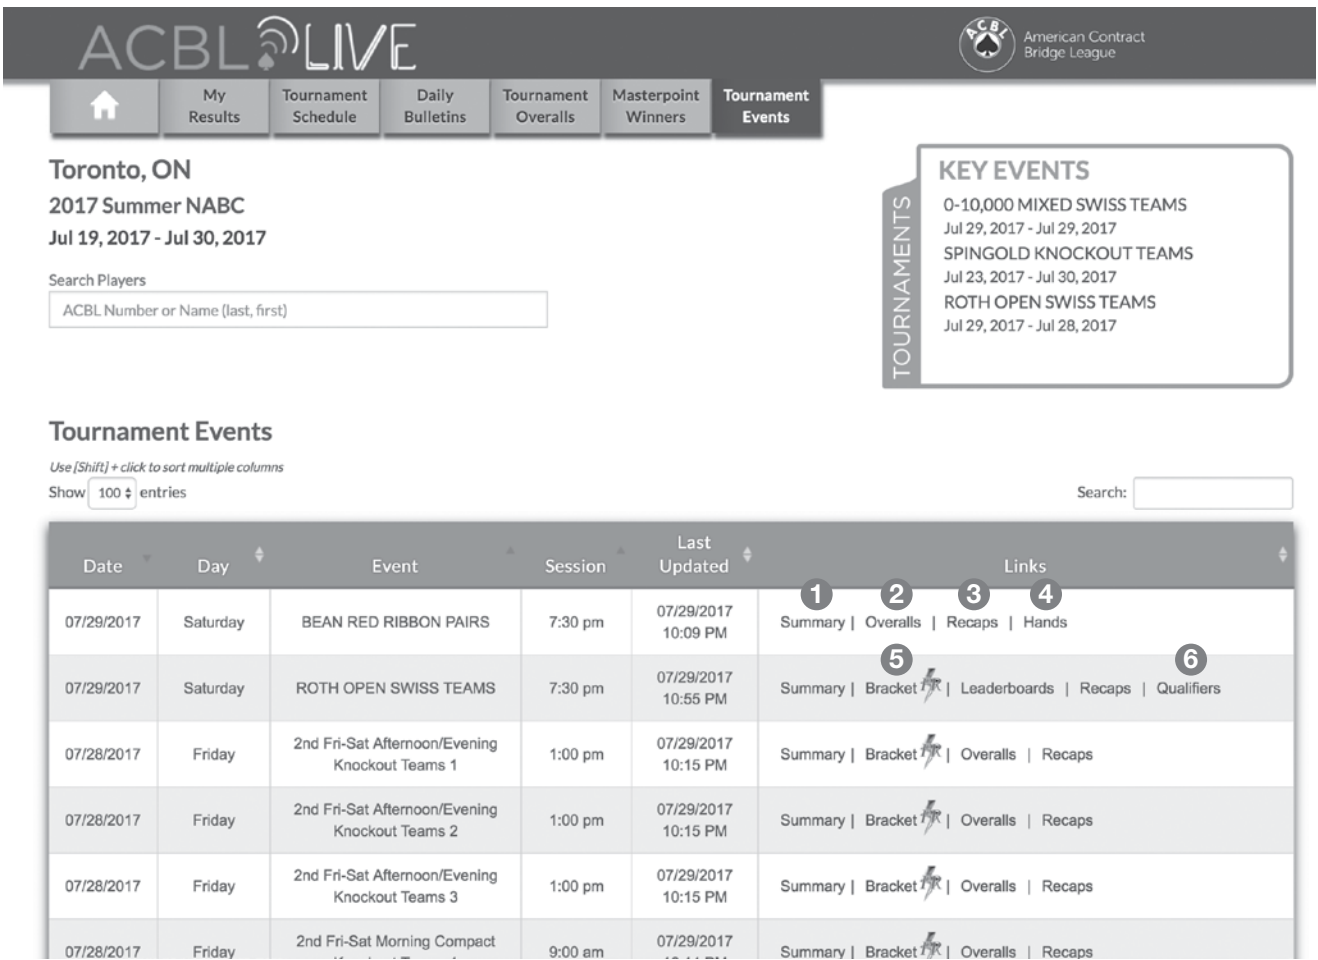 ACBL LIVE
ACBL
American Contract
Bridge League
My
Results
Tournament
Schedule
Daily
Bulletins
Tournament
Overalls
Masterpoint
Winners
Tournament
Events
Toronto, ON
2017 Summer NABC
Jul 19, 2017 - Jul 30, 2017
Search Players
ACBL Number or Name (last, first)
TOURNAMENTS
KEY EVENTS
0-10,000 MIXED SWISS TEAMS
Jul 29, 2017 - Jul 29, 2017
SPINGOLD KNOCKOUT TEAMS
Jul 23, 2017 - Jul 30, 2017
ROTH OPEN SWISS TEAMS
Jul 29, 2017 - Jul 28, 2017
Tournament Events
Use [Shift] + click to sort multiple columns
Show 100 entries
Search:
Date Day Event Session Last Updated Links
1 2 3 4
07/29/2017 Saturday BEAN RED RIBBON PAIRS 7:30 pm 07/29/2017 10:09 PM Summary | Overalls | Recaps | Hands
5 6
07/29/2017 Saturday ROTH OPEN SWISS TEAMS 7:30 pm 07/29/2017 10:55 PM Summary | Bracket | Leaderboards | Recaps | Qualifiers
07/28/2017 Friday 2nd Fri-Sat Afternoon/Evening Knockout Teams 1 1:00 pm 07/29/2017 10:15 PM Summary | Bracket | Overalls | Recaps
07/28/2017 Friday 2nd Fri-Sat Afternoon/Evening Knockout Teams 2 1:00 pm 07/29/2017 10:15 PM Summary | Bracket | Overalls | Recaps
07/28/2017 Friday 2nd Fri-Sat Afternoon/Evening Knockout Teams 3 1:00 pm 07/29/2017 10:15 PM Summary | Bracket | Overalls | Recaps
07/28/2017 Friday 2nd Fri-Sat Morning Compact 9:00 am 07/29/2017 Summary | Bracket | Overalls | Recaps